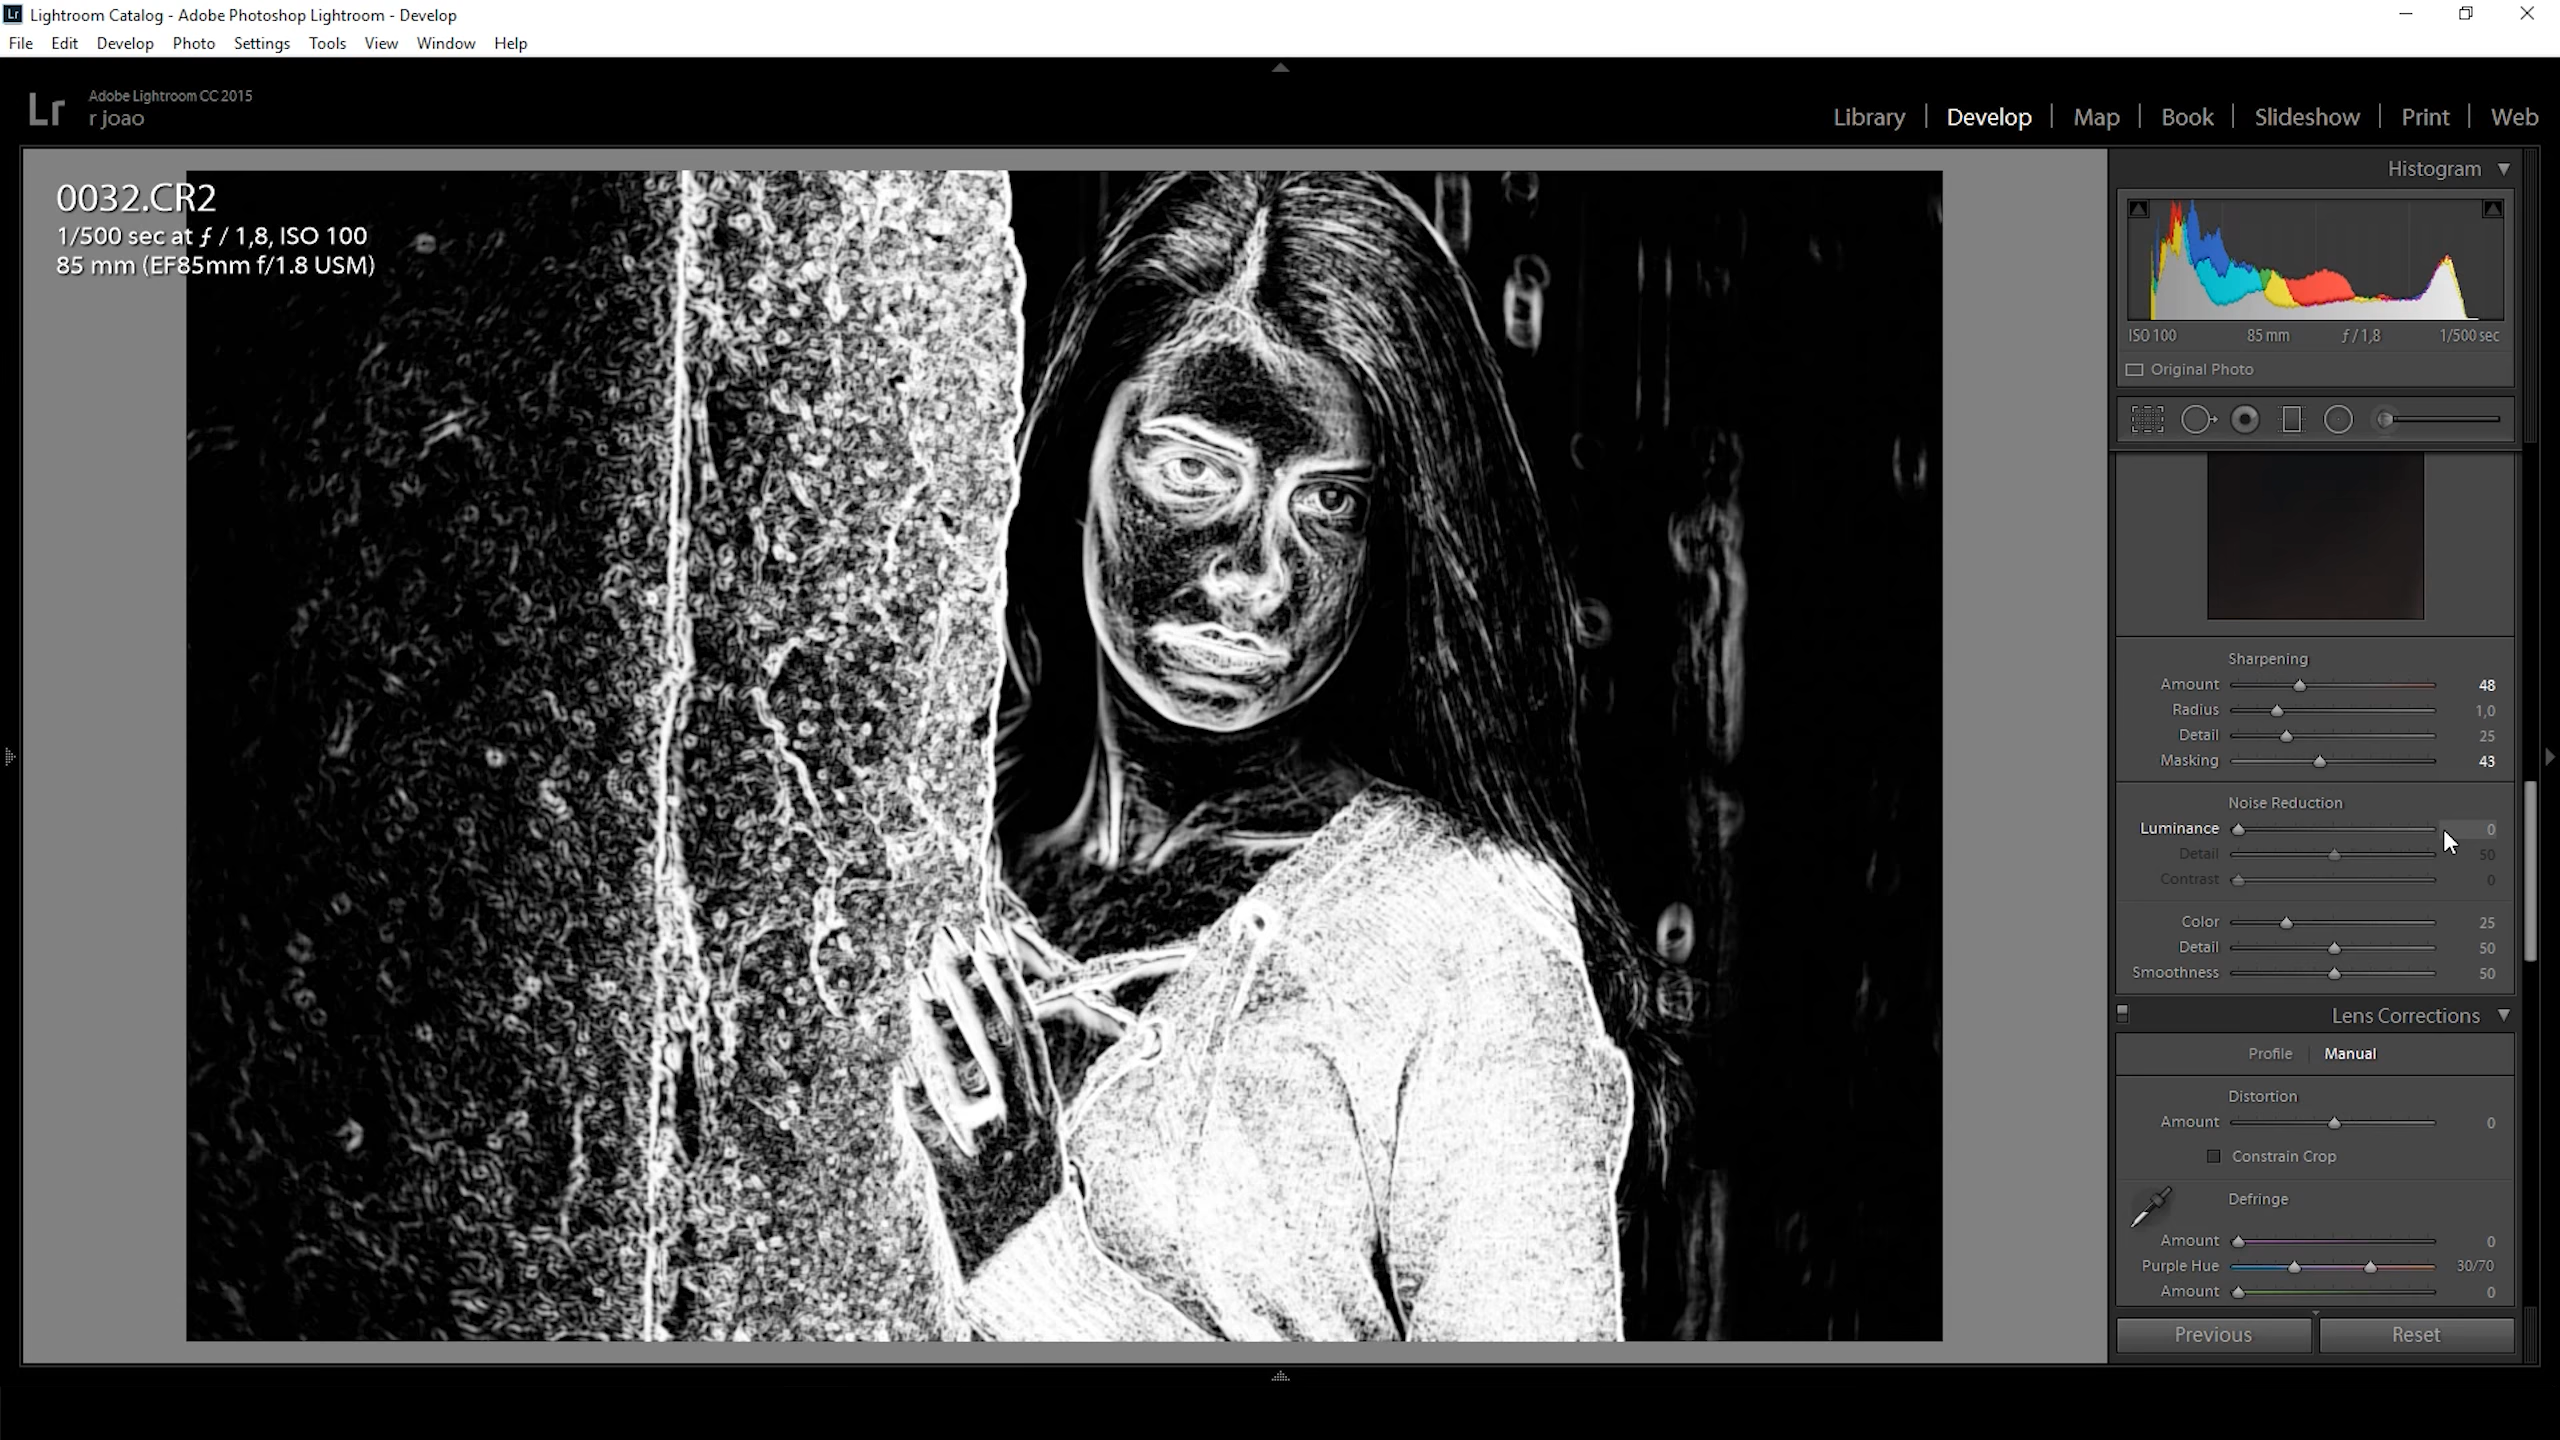 Lr Lightroom Catalog - Adobe Photoshop Lightroom - Develop
File Edit Develop Photo Settings Tools View Window Help
Lr Adobe Lightroom CC 2015
r joao
Library | Develop | Map | Book | Slideshow | Print | Web
0032.CR2
1/500 sec at ƒ / 1,8, ISO 100
85 mm (EF85mm f/1.8 USM)
Histogram
ISO 100 85 mm ƒ / 1,8 1/500 sec
Original Photo
Sharpening
Amount 48
Radius 1,0
Detail 25
Masking 43
Noise Reduction
Luminance 0
Detail 50
Contrast 0
Color 25
Detail 50
Smoothness 50
Lens Corrections
Profile | Manual
Distortion
Amount 0
Constrain Crop
Defringe
Amount 0
Purple Hue 30/70
Amount 0
Previous Reset